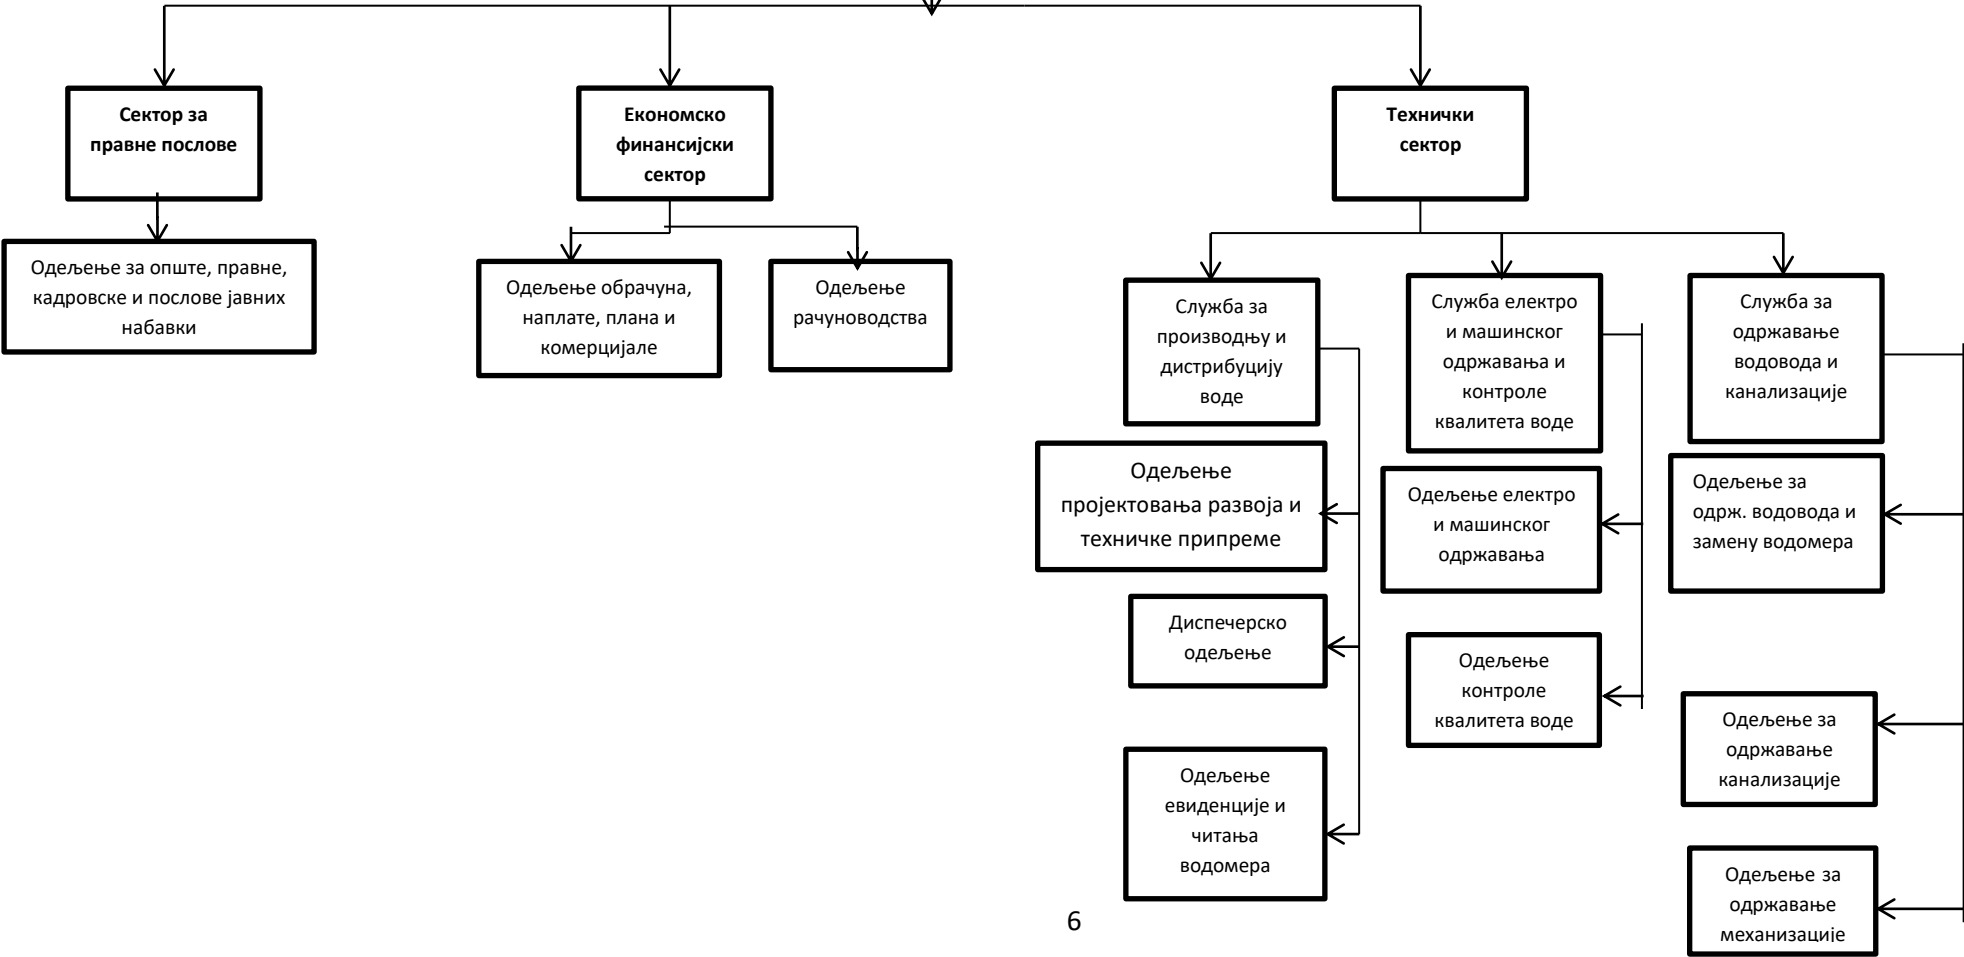 Сектор за
правне послове
Економско
финансијски
сектор
Технички
сектор
Одељење за опште, правне,
кадровске и послове јавних
набавки
Одељење обрачуна,
наплате, плана и
комерцијале
Одељење
рачуноводства
Служба за
производњу и
дистрибуцију
воде
Служба електро
и машинског
одржавања и
контроле
квалитета воде
Служба за
одржавање
водовода и
канализације
Одељење
пројектовања развоја и
техничке припреме
Одељење електро
и машинског
одржавања
Одељење за
одрж. водовода и
замену водомера
Диспечерско
одељење
Одељење
контроле
квалитета воде
Одељење за
одржавање
канализације
Одељење
евиденције и
читања
водомера
Одељење за
одржавање
механизације
6